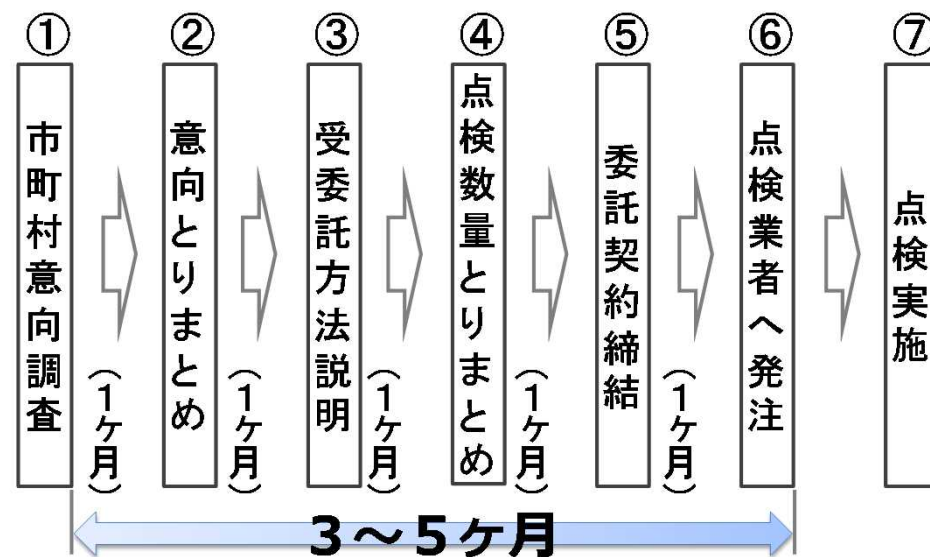 ①
市町村意向調査
（1ヶ月）
②
意向とりまとめ
（1ヶ月）
③
受委託方法説明
（1ヶ月）
④
点検数量とりまとめ
（1ヶ月）
⑤
委託契約締結
（1ヶ月）
⑥
点検業者へ発注
⑦
点検実施
3～5ヶ月